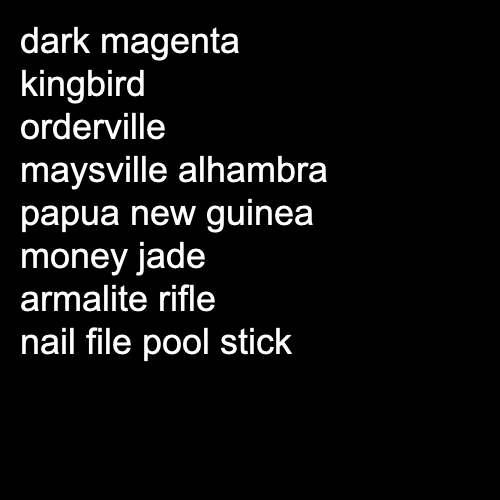 dark magenta
kingbird
orderville
maysville alhambra
papua new guinea
money jade
armalite rifle
nail file pool stick